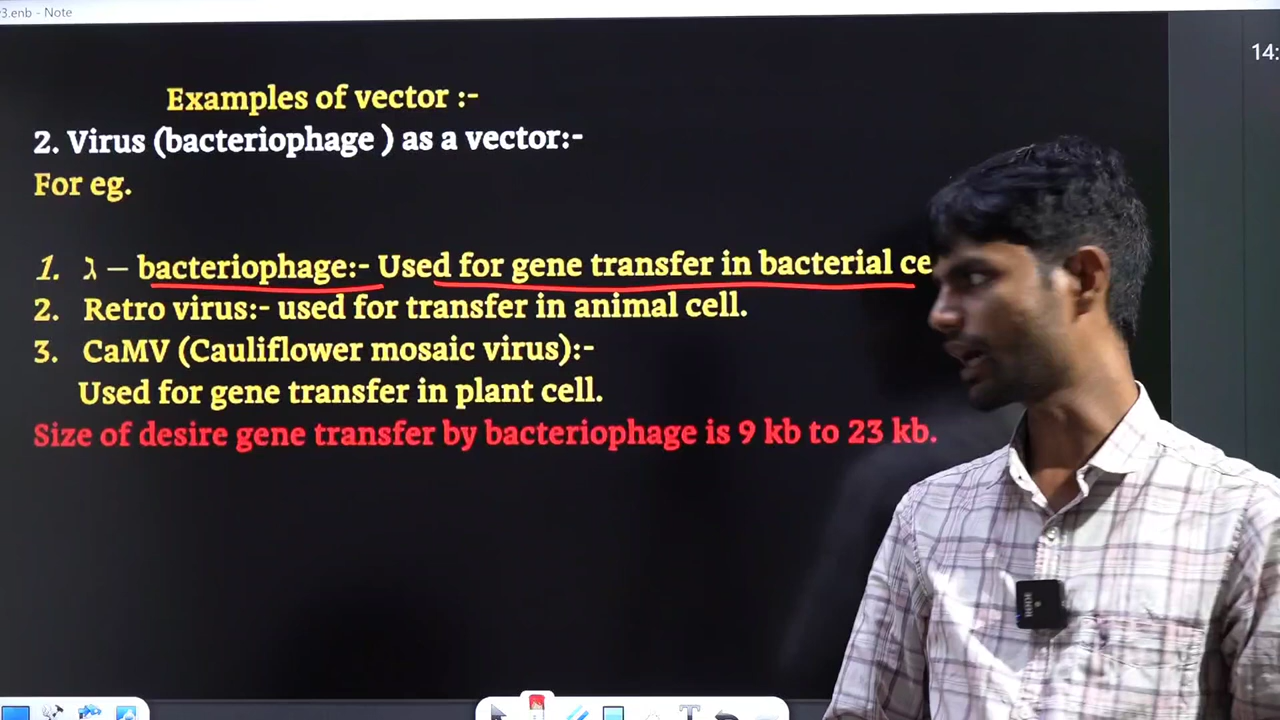 3.enb - Note
14:
Examples of vector :-
2. Virus (bacteriophage ) as a vector:-
For eg.
1. ג – bacteriophage:- Used for gene transfer in bacterial ce
2. Retro virus:- used for transfer in animal cell.
3. CaMV (Cauliflower mosaic virus):-
Used for gene transfer in plant cell.
Size of desire gene transfer by bacteriophage is 9 kb to 23 kb.
RODE